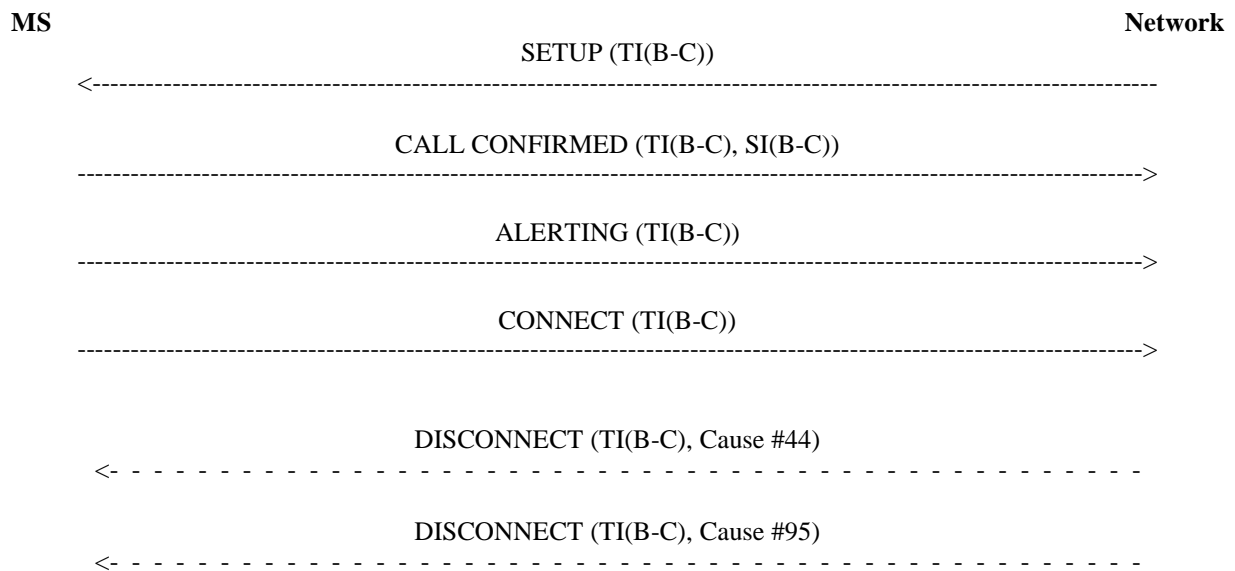 MS Network
SETUP (TI(B-C))
CALL CONFIRMED (TI(B-C), SI(B-C))
ALERTING (TI(B-C))
CONNECT (TI(B-C))
DISCONNECT (TI(B-C), Cause #44)
DISCONNECT (TI(B-C), Cause #95)